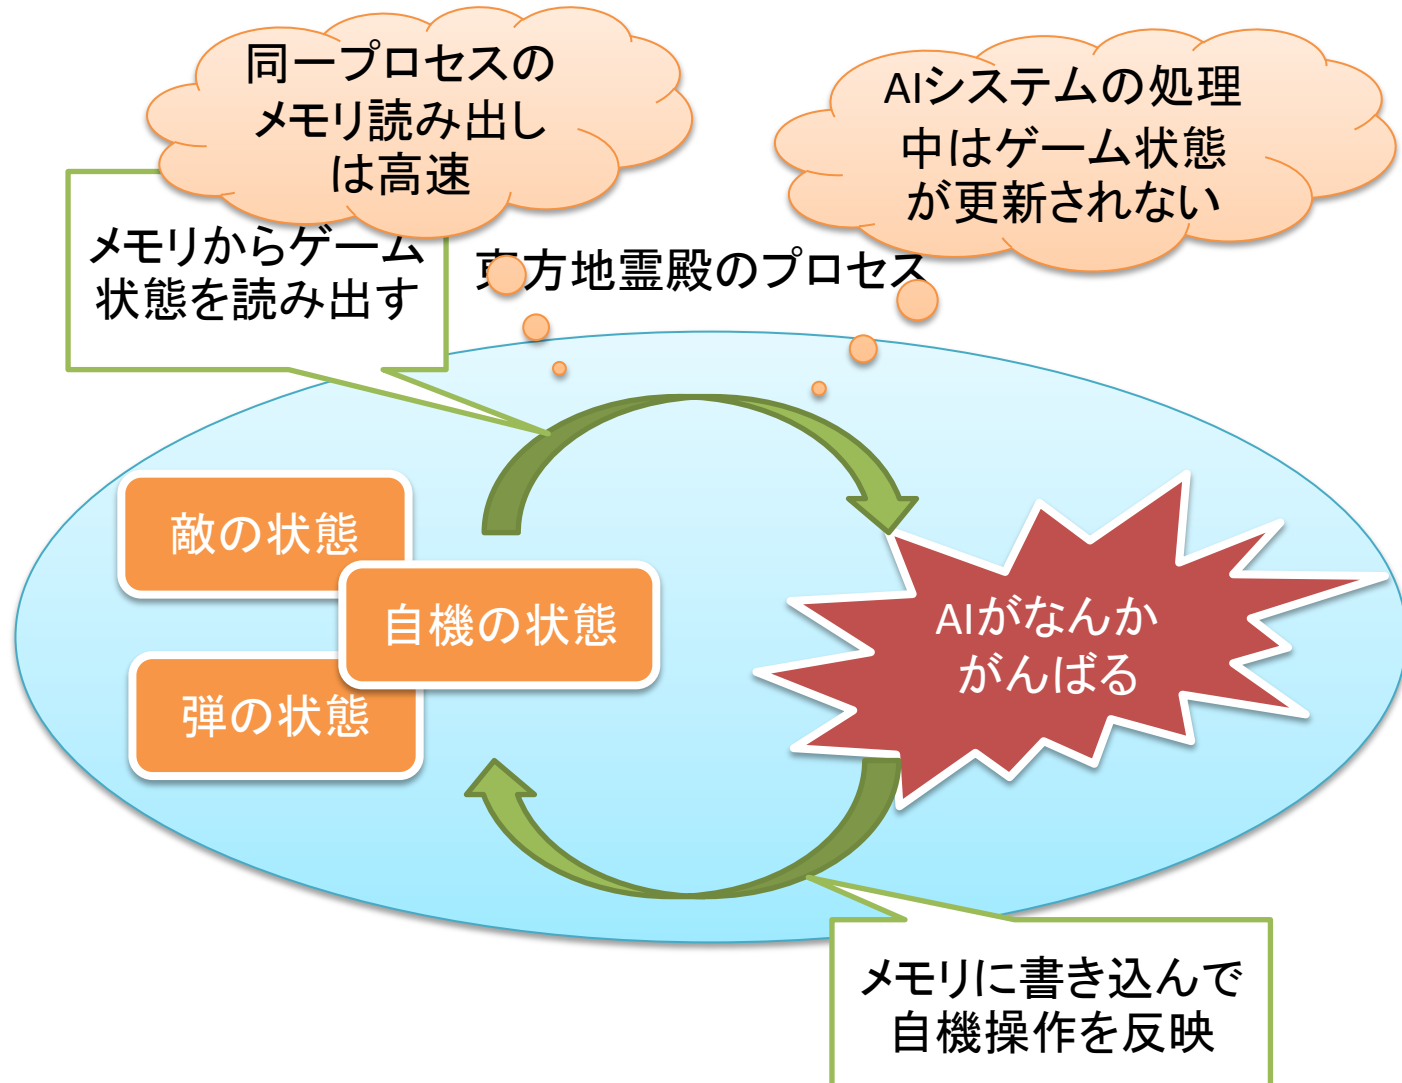 同一プロセスの
メモリ読み出し
は高速
AIシステムの処理
中はゲーム状態
が更新されない
メモリからゲーム
状態を読み出す
東方地霊殿のプロセス
敵の状態
自機の状態
弾の状態
AIがなんか
がんばる
メモリに書き込んで
自機操作を反映